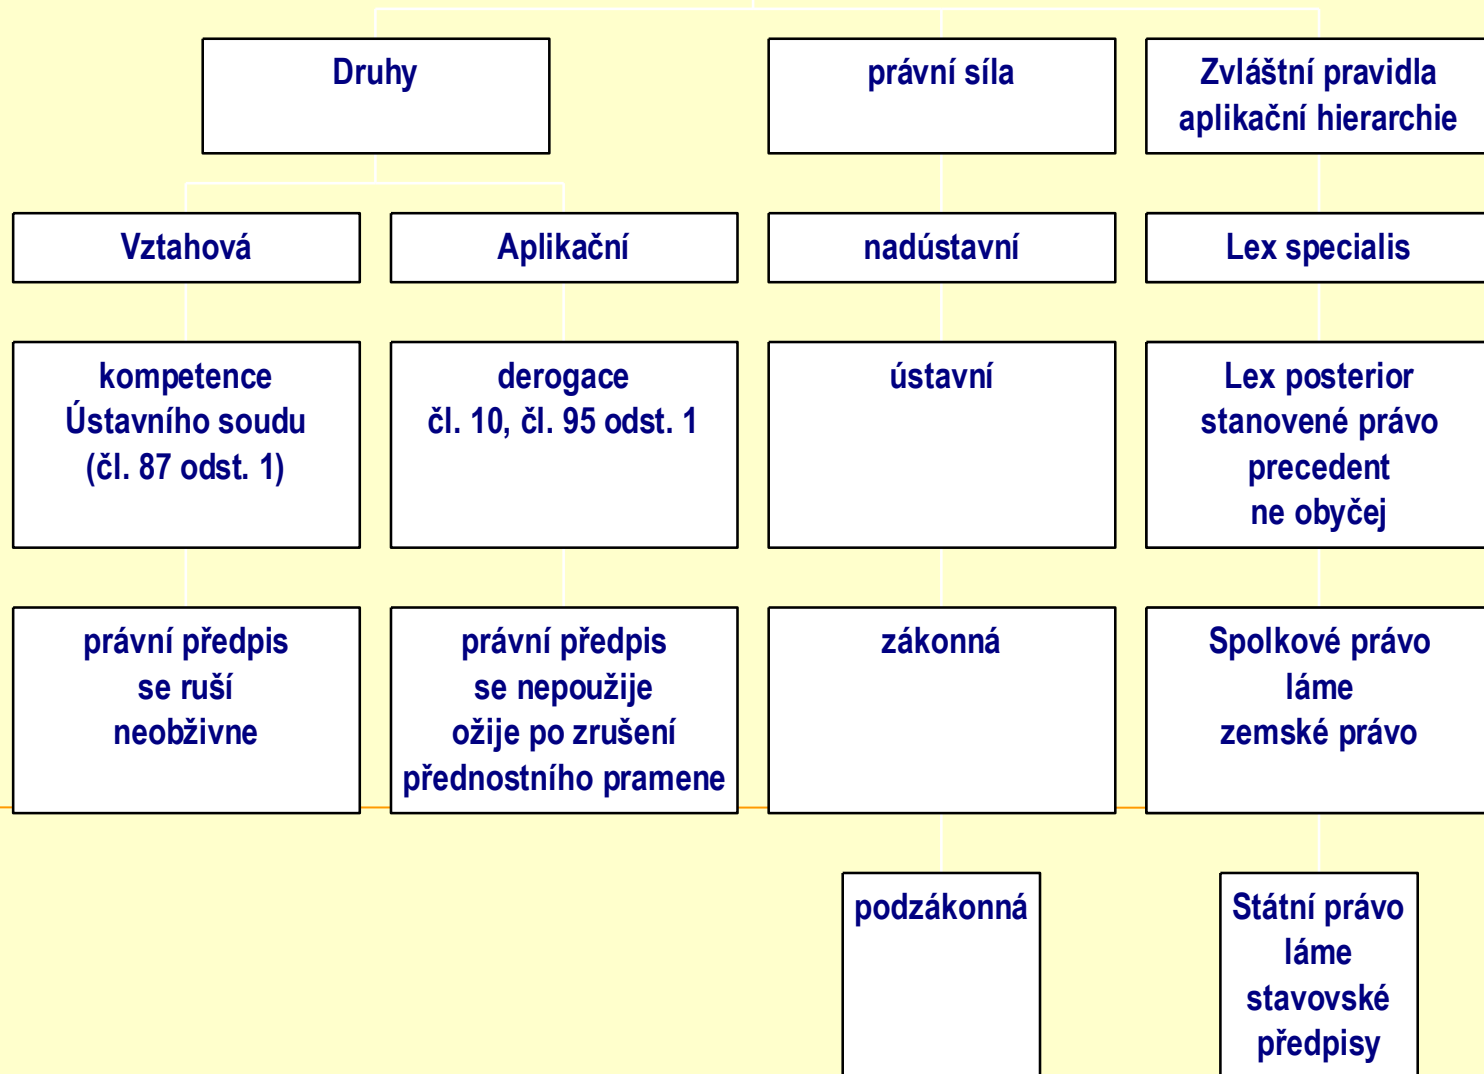 Druhy
právní síla
Zvláštní pravidla
aplikační hierarchie
Vztahová
Aplikační
nadústavní
Lex specialis
kompetence
Ústavního soudu
(čl. 87 odst. 1)
derogace
čl. 10, čl. 95 odst. 1
ústavní
Lex posterior
stanovené právo
precedent
ne obyčej
právní předpis
se ruší
neobživne
právní předpis
se nepoužije
ožije po zrušení
přednostního pramene
zákonná
Spolkové právo
láme
zemské právo
podzákonná
Státní právo
láme
stavovské
předpisy